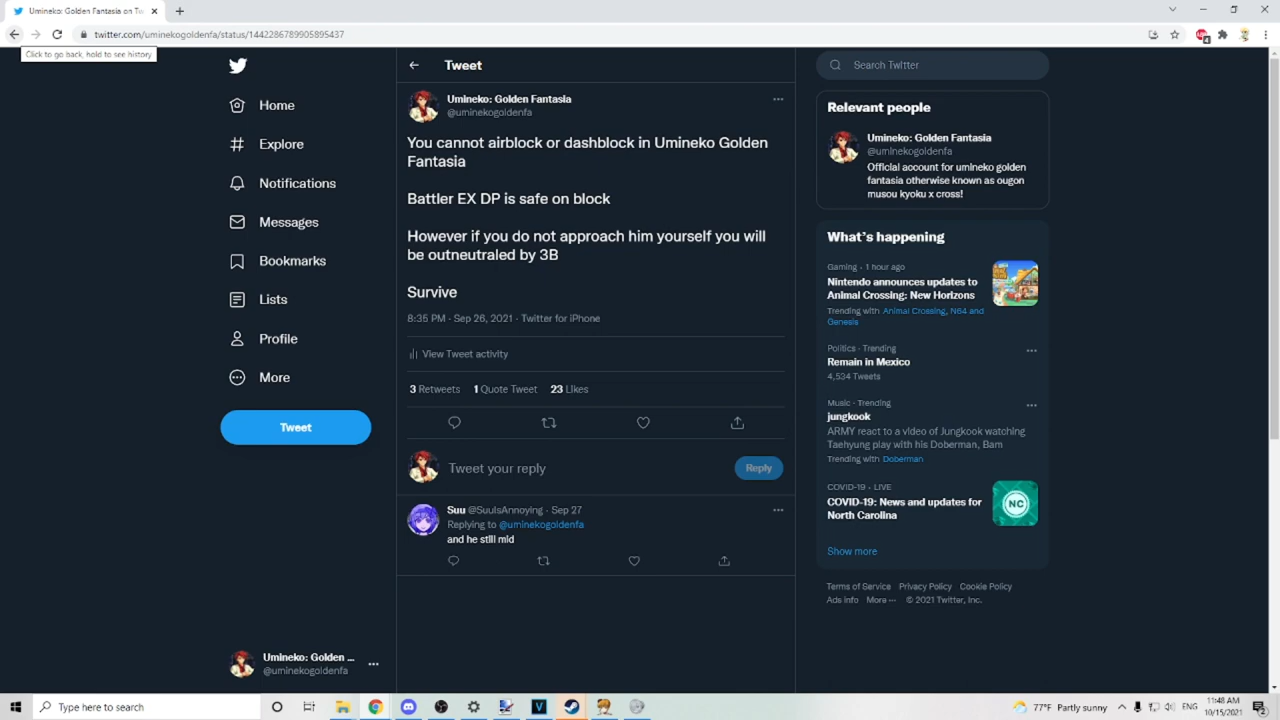 Umineko: Golden Fantasia on Tw
twitter.com/uminekogoldenfa/status/1442286789905895437
4
Click to go back, hold to see history
Home
Explore
Notifications
Messages
Bookmarks
Lists
Profile
More
Tweet
Umineko: Golden ...
@uminekogoldenfa
Tweet
Umineko: Golden Fantasia
@uminekogoldenfa
You cannot airblock or dashblock in Umineko Golden
Fantasia
Battler EX DP is safe on block
However if you do not approach him yourself you will
be outneutraled by 3B
Survive
8:35 PM · Sep 26, 2021 · Twitter for iPhone
View Tweet activity
3 Retweets 1 Quote Tweet 23 Likes
Tweet your reply
Reply
Suu @SuuIsAnnoying · Sep 27
Replying to @uminekogoldenfa
and he still mid
Search Twitter
Relevant people
Umineko: Golden Fantasia
@uminekogoldenfa
Official account for umineko golden
fantasia otherwise known as ougon
musou kyoku x cross!
What's happening
Gaming · 1 hour ago
Nintendo announces updates to
Animal Crossing: New Horizons
Trending with Animal Crossing, N64 and
Genesis
Politics · Trending
Remain in Mexico
4,534 Tweets
Music · Trending
jungkook
ARMY react to a video of Jungkook watching
Taehyung play with his Doberman, Bam
Trending with Doberman
COVID-19 · LIVE
COVID-19: News and updates for
North Carolina
NC
Show more
Terms of Service Privacy Policy Cookie Policy
Ads info More ··· © 2021 Twitter, Inc.
Type here to search
77°F Partly sunny
11:48 AM
10/15/2021
2